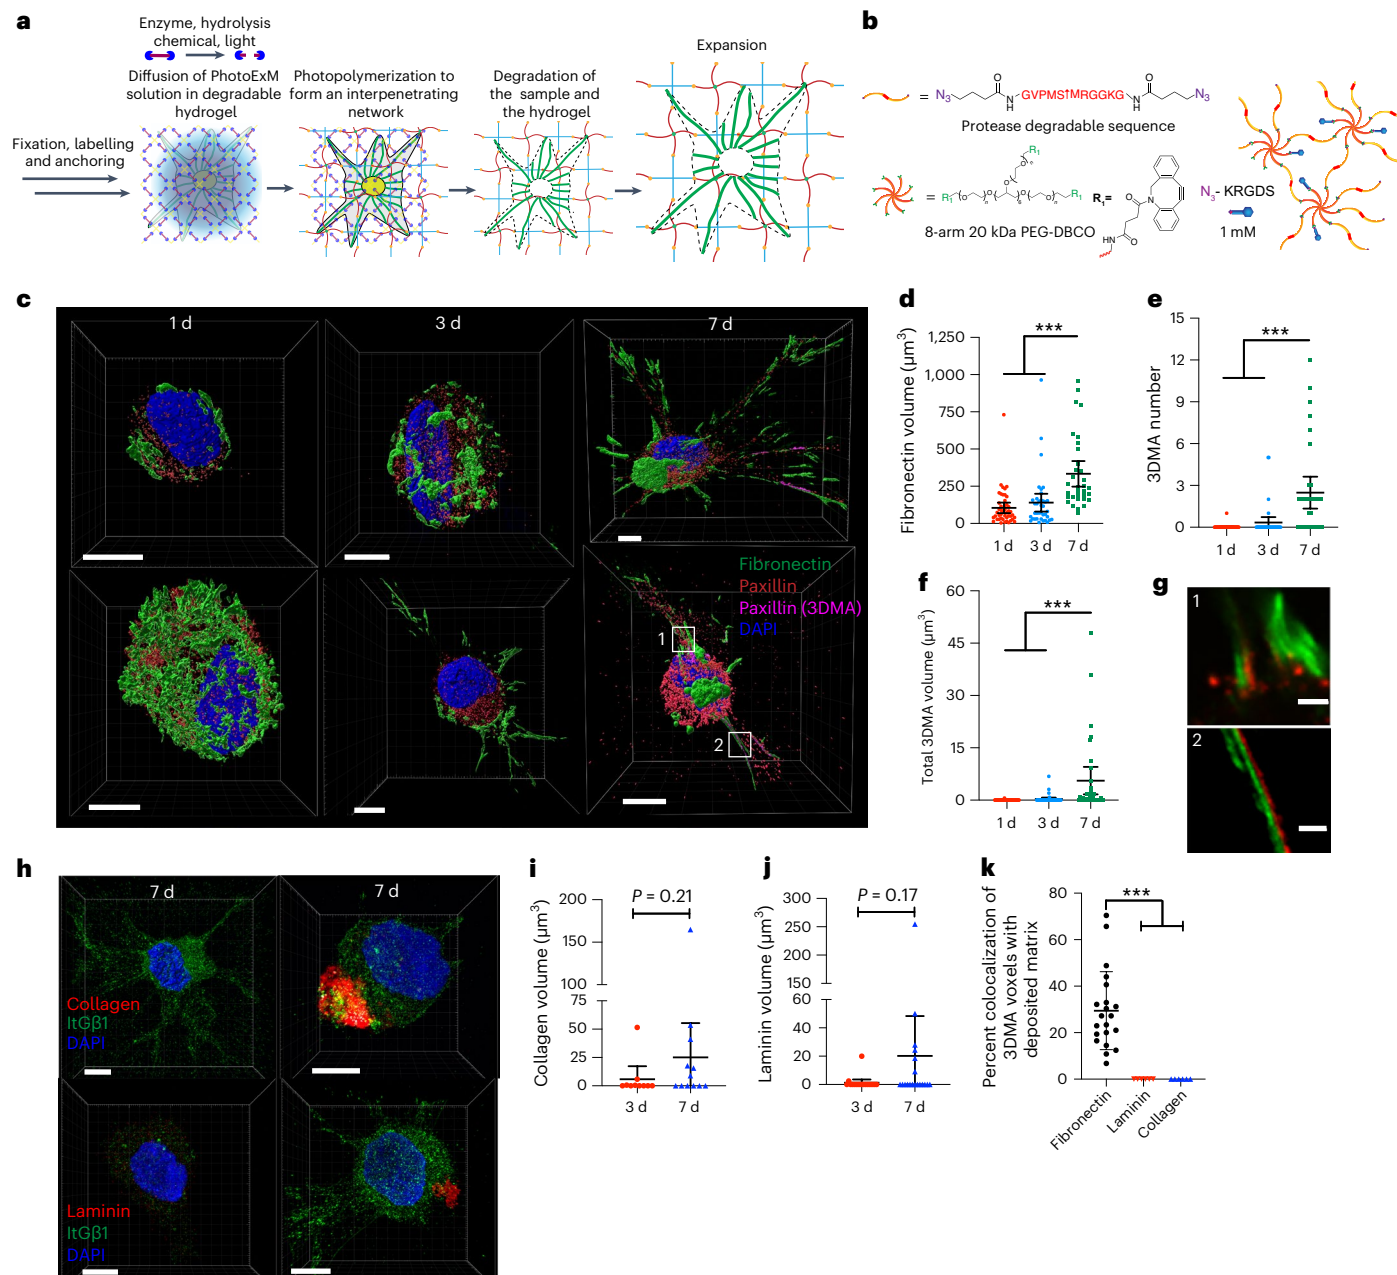 a
Enzyme, hydrolysis
chemical, light
Diffusion of PhotoExM
solution in degradable
hydrogel
Photopolymerization to
form an interpenetrating
network
Degradation of
the sample and
the hydrogel
Expansion
Fixation, labelling
and anchoring
b
= N3 O N H GVPMS↑MRGGKG N H O N3
Protease degradable sequence
= R1 (O )n O ( O )n R1 R1
8-arm 20 kDa PEG-DBCO
R1=
O N
HN O
N3- KRGDS
1 mM
c
1 d
3 d
7 d
Fibronectin
Paxillin
Paxillin (3DMA)
DAPI
1
2
d
Fibronectin volume (µm³)
1,250
1,000
750
500
250
0
***
1 d 3 d 7 d
e
3DMA number
15
12
9
6
3
0
***
1 d 3 d 7 d
f
Total 3DMA volume (µm³)
60
45
30
15
0
***
1 d 3 d 7 d
g
1
2
h
7 d
7 d
Collagen
ItGβ1
DAPI
Laminin
ItGβ1
DAPI
i
Collagen volume (µm³)
200
150
100
75
50
25
0
P = 0.21
3 d 7 d
j
Laminin volume (µm³)
300
250
200
150
60
40
20
0
P = 0.17
3 d 7 d
k
Percent colocalization of
3DMA voxels with
deposited matrix
80
60
40
20
0
***
Fibronectin
Laminin
Collagen